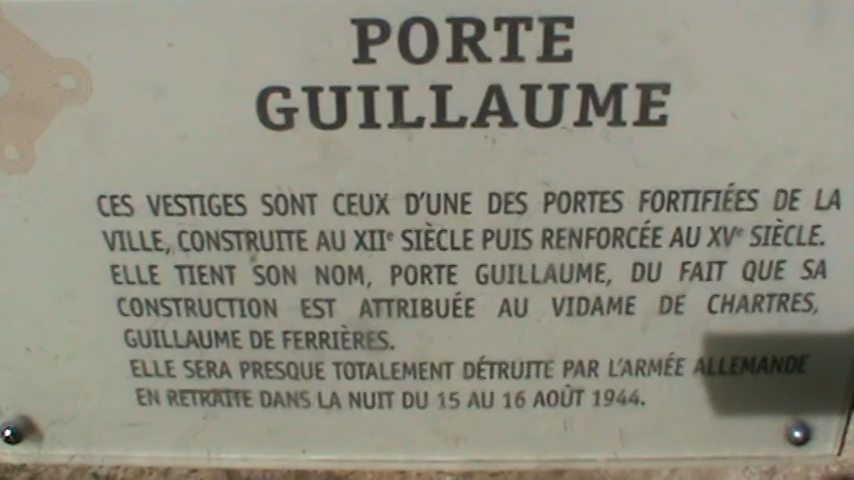 PORTE
GUILLAUME
CES VESTIGES SONT CEUX D'UNE DES PORTES FORTIFIÉES DE LA
VILLE, CONSTRUITE AU XIIe SIÈCLE PUIS RENFORCÉE AU XVe SIÈCLE.
ELLE TIENT SON NOM, PORTE GUILLAUME, DU FAIT QUE SA
CONSTRUCTION EST ATTRIBUÉE AU VIDAME DE CHARTRES,
GUILLAUME DE FERRIÈRES.
ELLE SERA PRESQUE TOTALEMENT DÉTRUITE PAR L'ARMÉE ALLEMANDE
EN RETRAITE DANS LA NUIT DU 15 AU 16 AOÛT 1944.